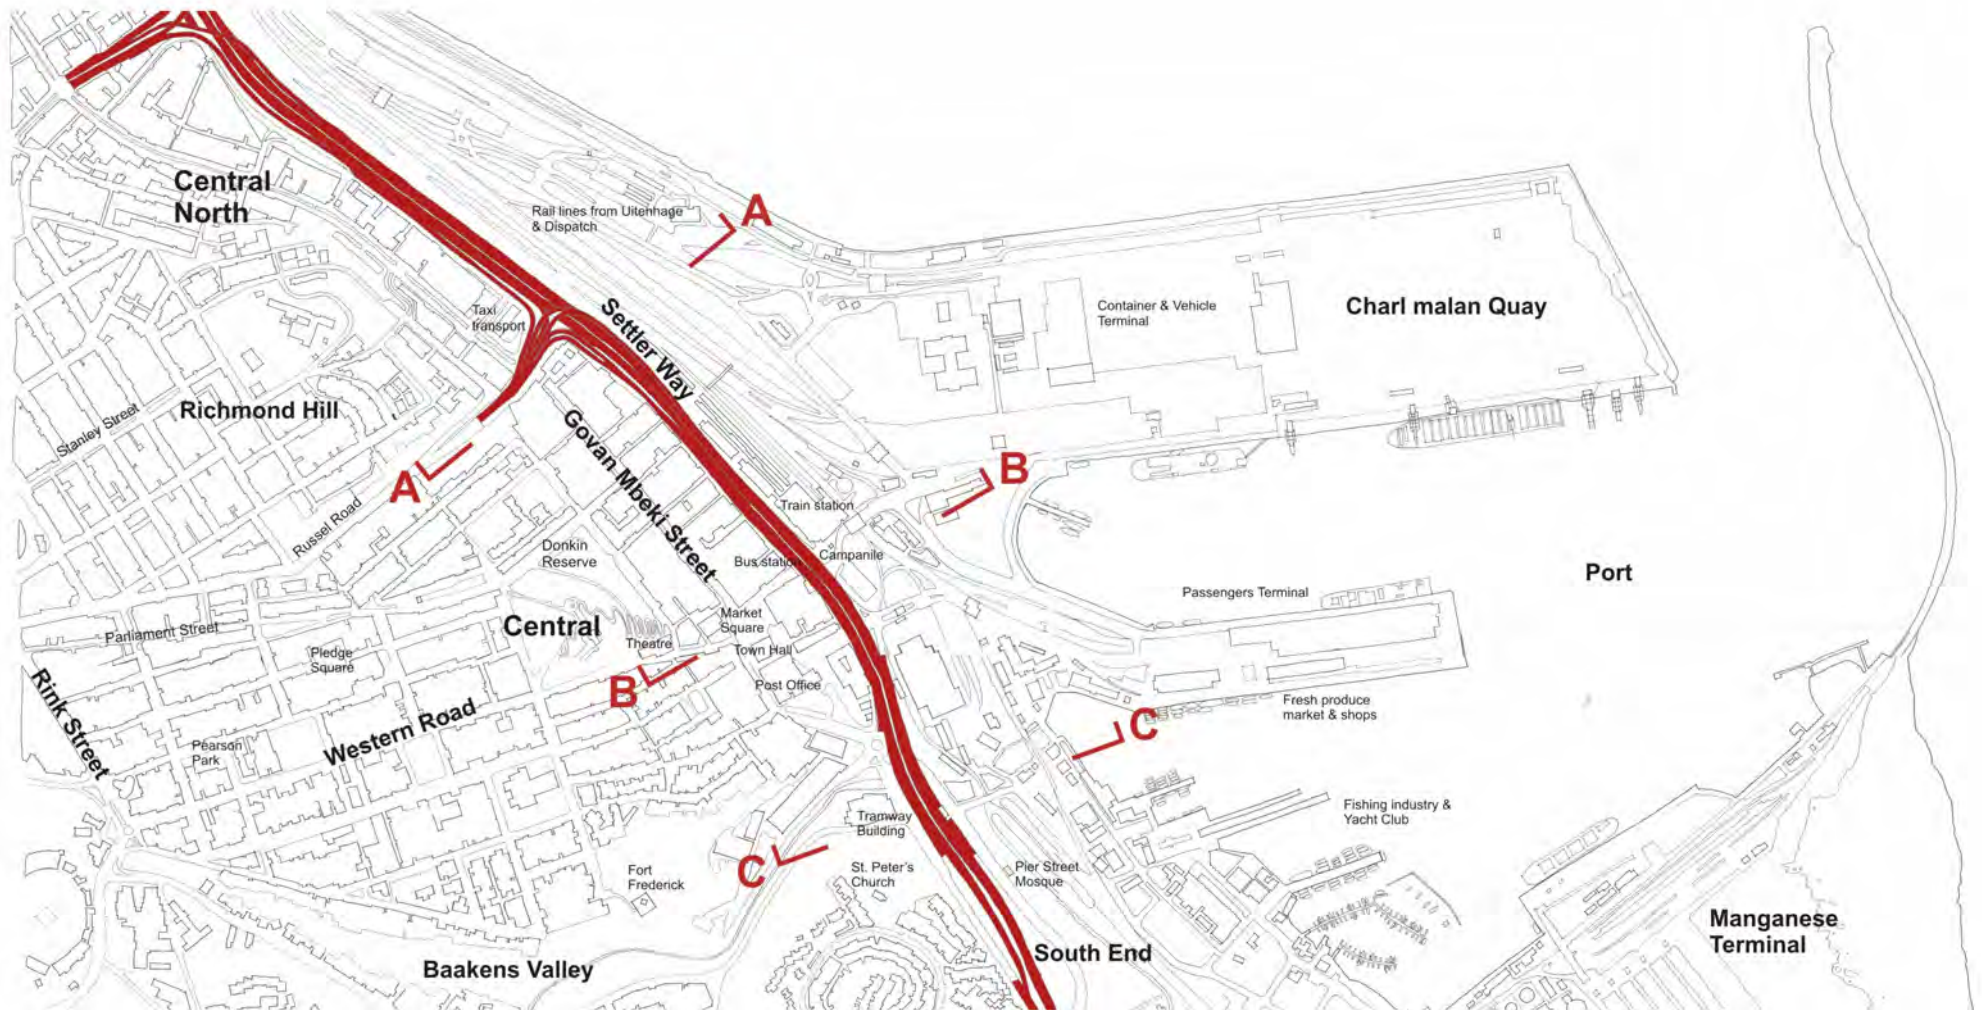 Central
North
Rail lines from Uitenhage
& Dispatch
A
Settler Way
Taxi
transport
Container & Vehicle
Terminal
Charl malan Quay
Richmond Hill
Stanley Street
Govan Mbeki Street
A
B
Russel Road
Train station
Donkin
Reserve
Bus station
Campanile
Port
Passengers Terminal
Central
Market
Square
Parliament Street
Theatre
Town Hall
Pledge
Square
B
Post Office
Rink Street
Western Road
Fresh produce
market & shops
C
Pearson
Park
Fishing industry &
Yacht Club
Tramway
Building
C
Fort
Frederick
St. Peter's
Church
Pier Street
Mosque
Manganese
Terminal
South End
Baakens Valley